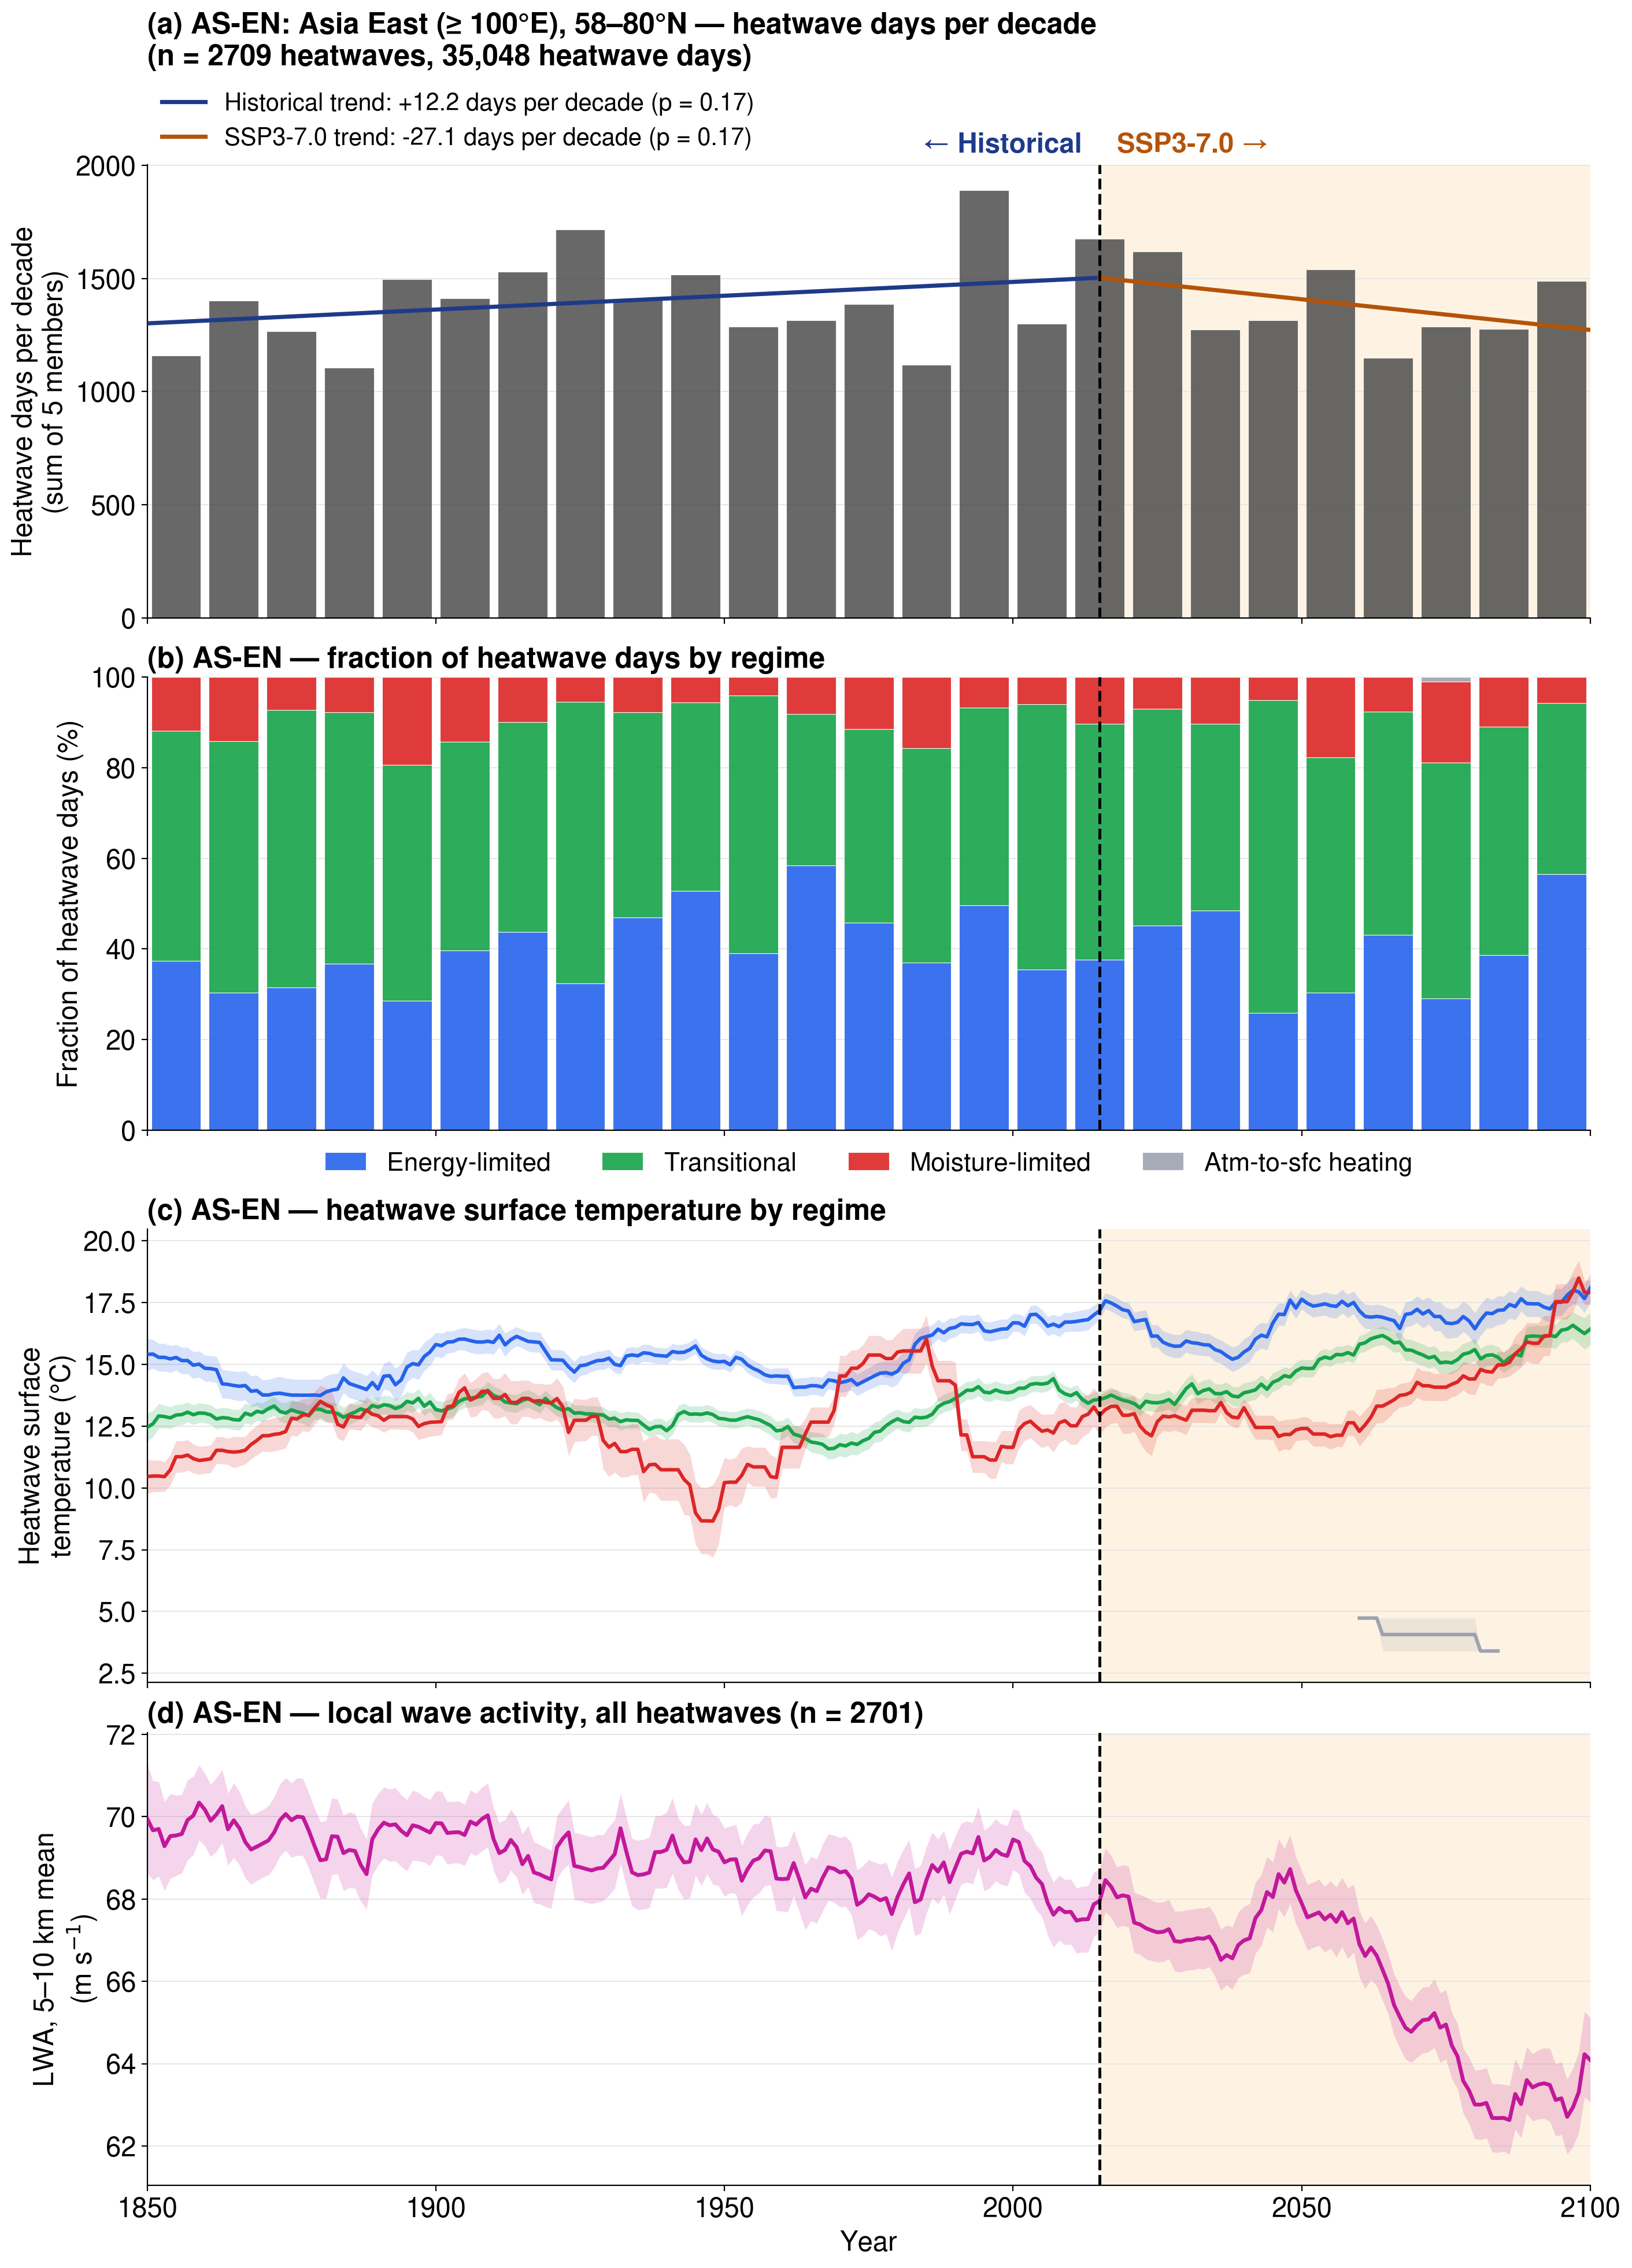 (a) AS-EN: Asia East (≥ 100°E), 58–80°N — heatwave days per decade
(n = 2709 heatwaves, 35,048 heatwave days)
Historical trend: +12.2 days per decade (p = 0.17)
SSP3-7.0 trend: -27.1 days per decade (p = 0.17)
← Historical
SSP3-7.0 →
Heatwave days per decade
(sum of 5 members)
2000
1500
1000
500
0
(b) AS-EN — fraction of heatwave days by regime
Fraction of heatwave days (%)
100
80
60
40
20
0
Energy-limited
Transitional
Moisture-limited
Atm-to-sfc heating
(c) AS-EN — heatwave surface temperature by regime
Heatwave surface
temperature (°C)
20.0
17.5
15.0
12.5
10.0
7.5
5.0
2.5
(d) AS-EN — local wave activity, all heatwaves (n = 2701)
LWA, 5–10 km mean
(m s⁻¹)
72
70
68
66
64
62
1850
1900
1950
2000
2050
2100
Year